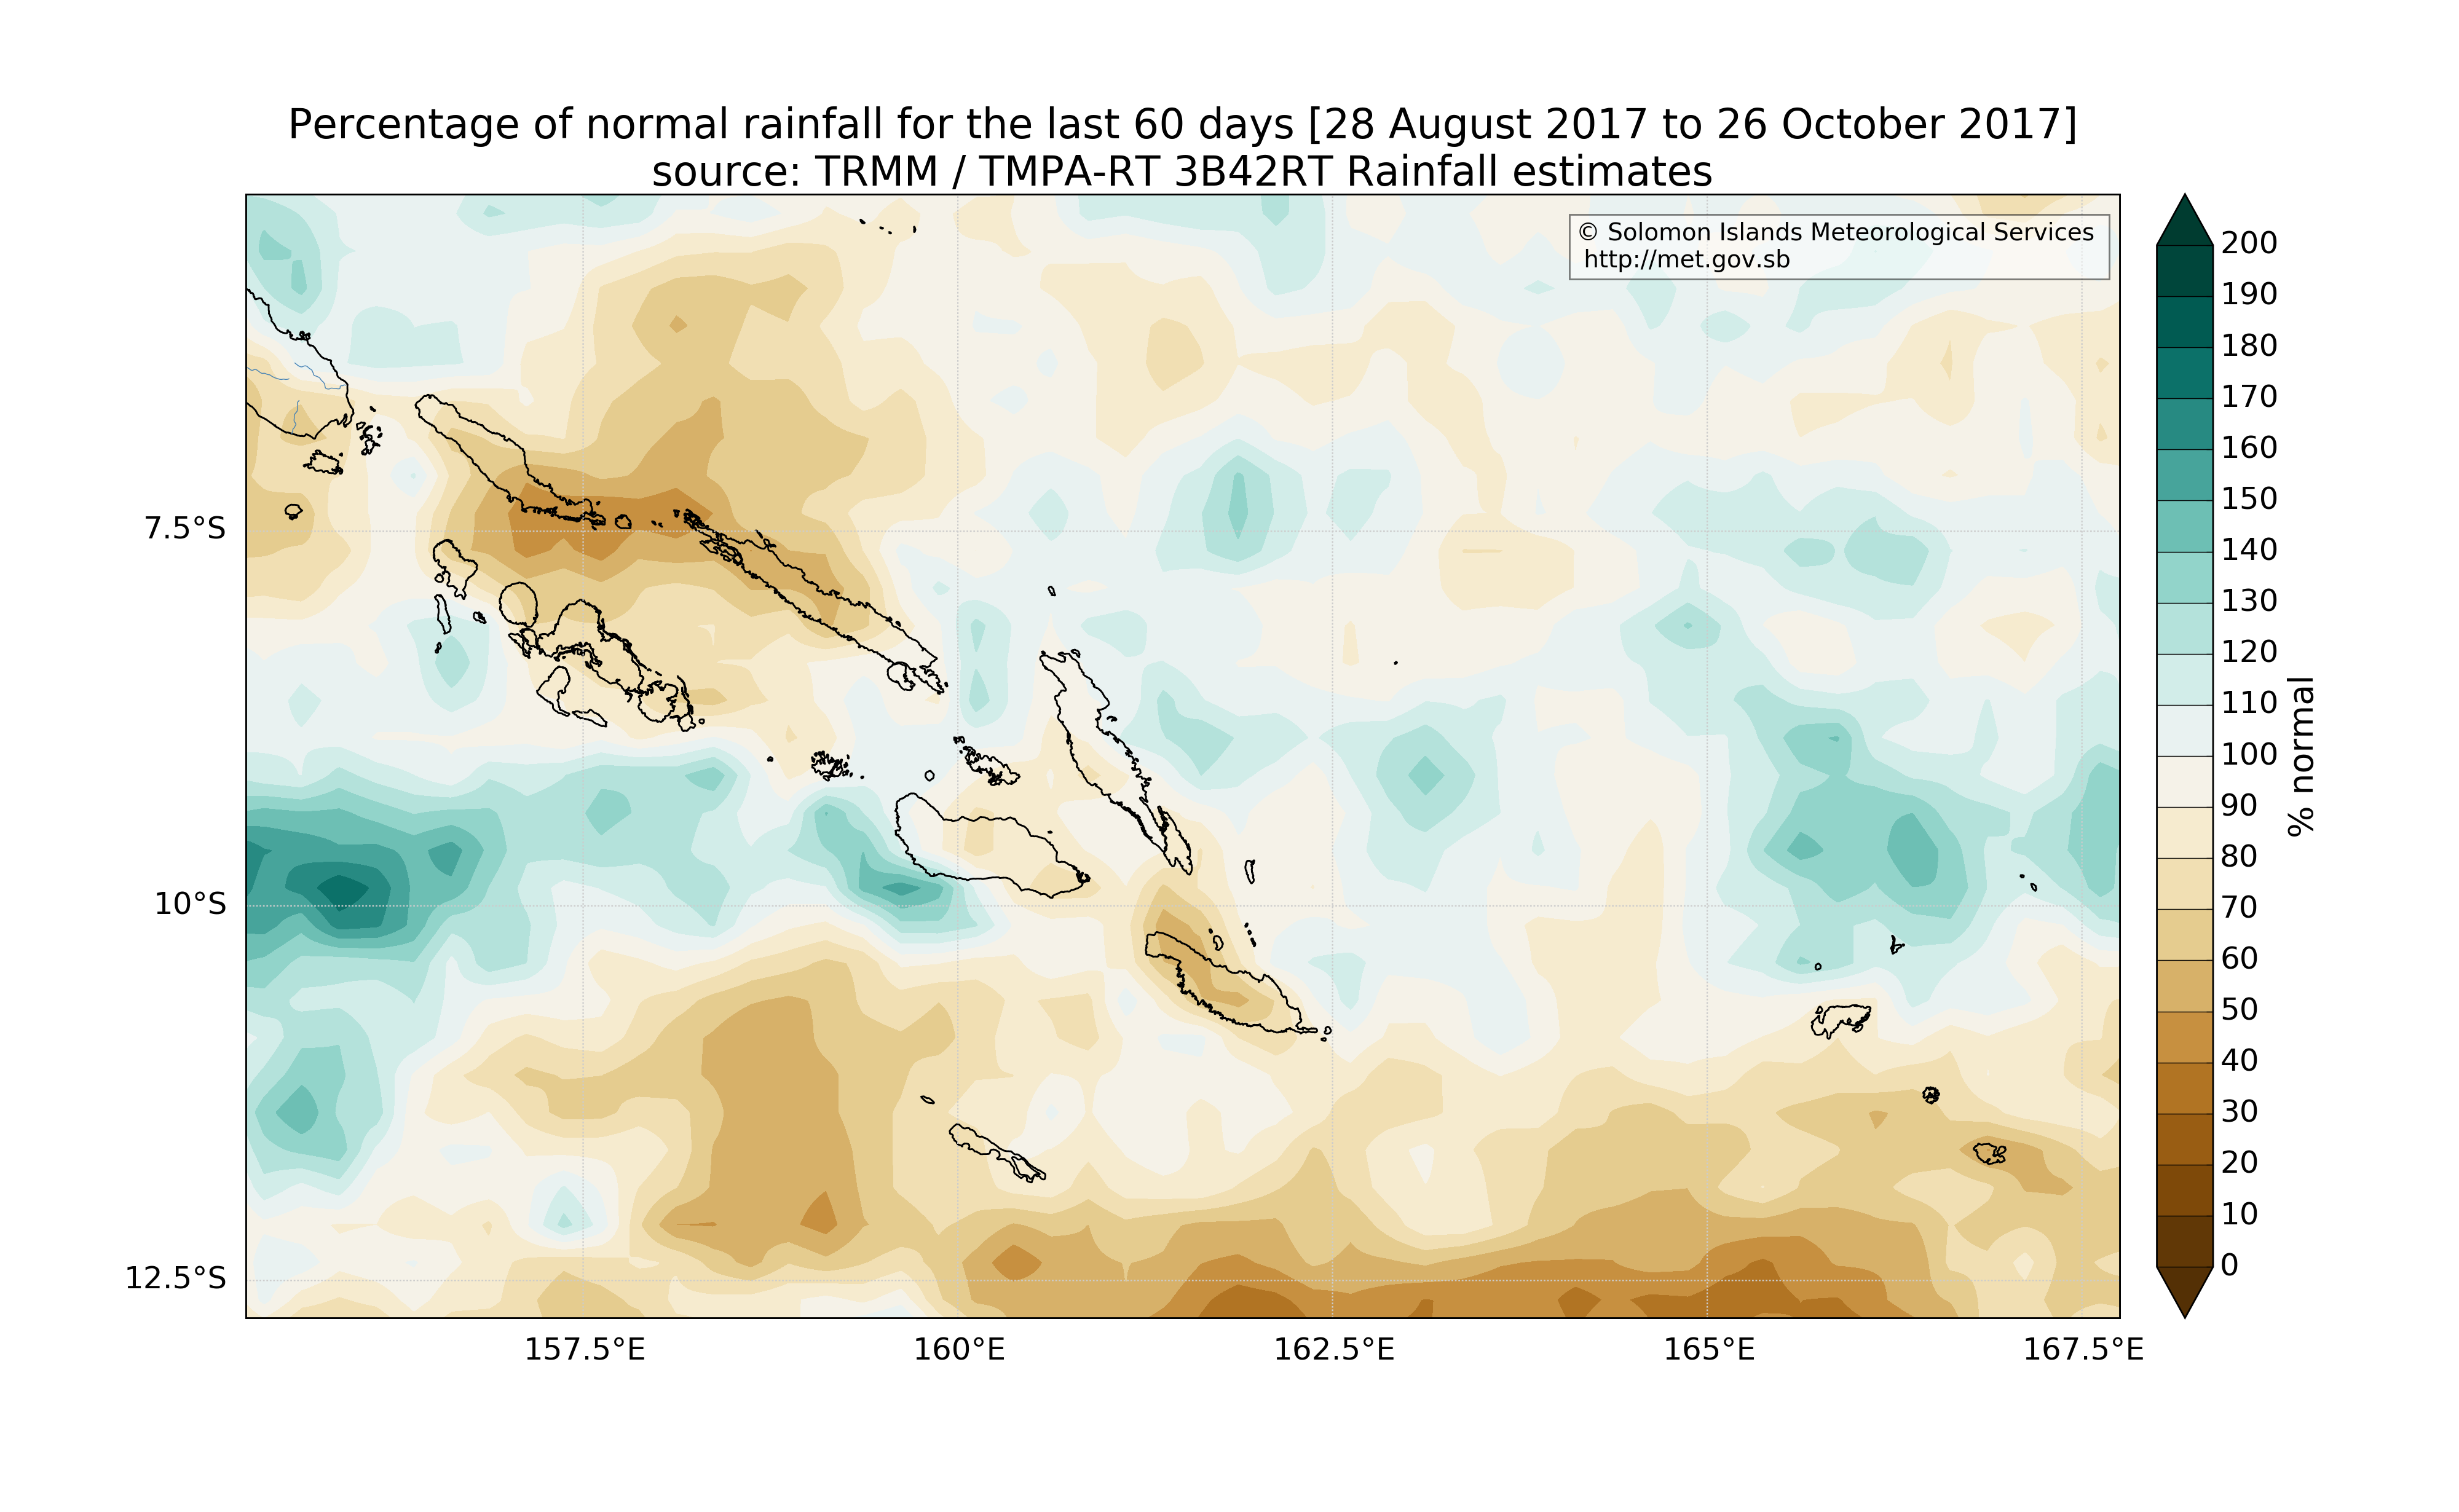 Percentage of normal rainfall for the last 60 days [28 August 2017 to 26 October 2017]
source: TRMM / TMPA-RT 3B42RT Rainfall estimates
© Solomon Islands Meteorological Services
http://met.gov.sb
7.5°S
10°S
12.5°S
157.5°E
160°E
162.5°E
165°E
167.5°E
200
190
180
170
160
150
140
130
120
110
100
90
80
70
60
50
40
30
20
10
0
% normal